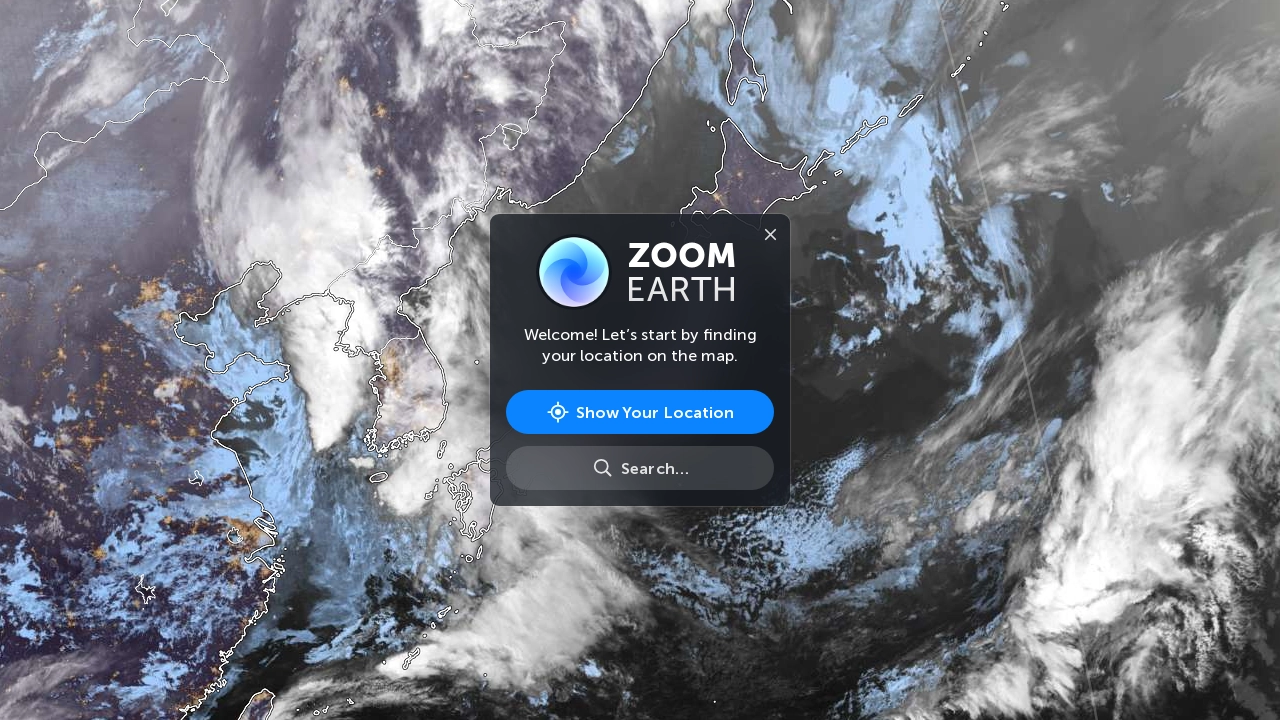 ZOOM
EARTH
Welcome! Let’s start by finding
your location on the map.
Show Your Location
Search...